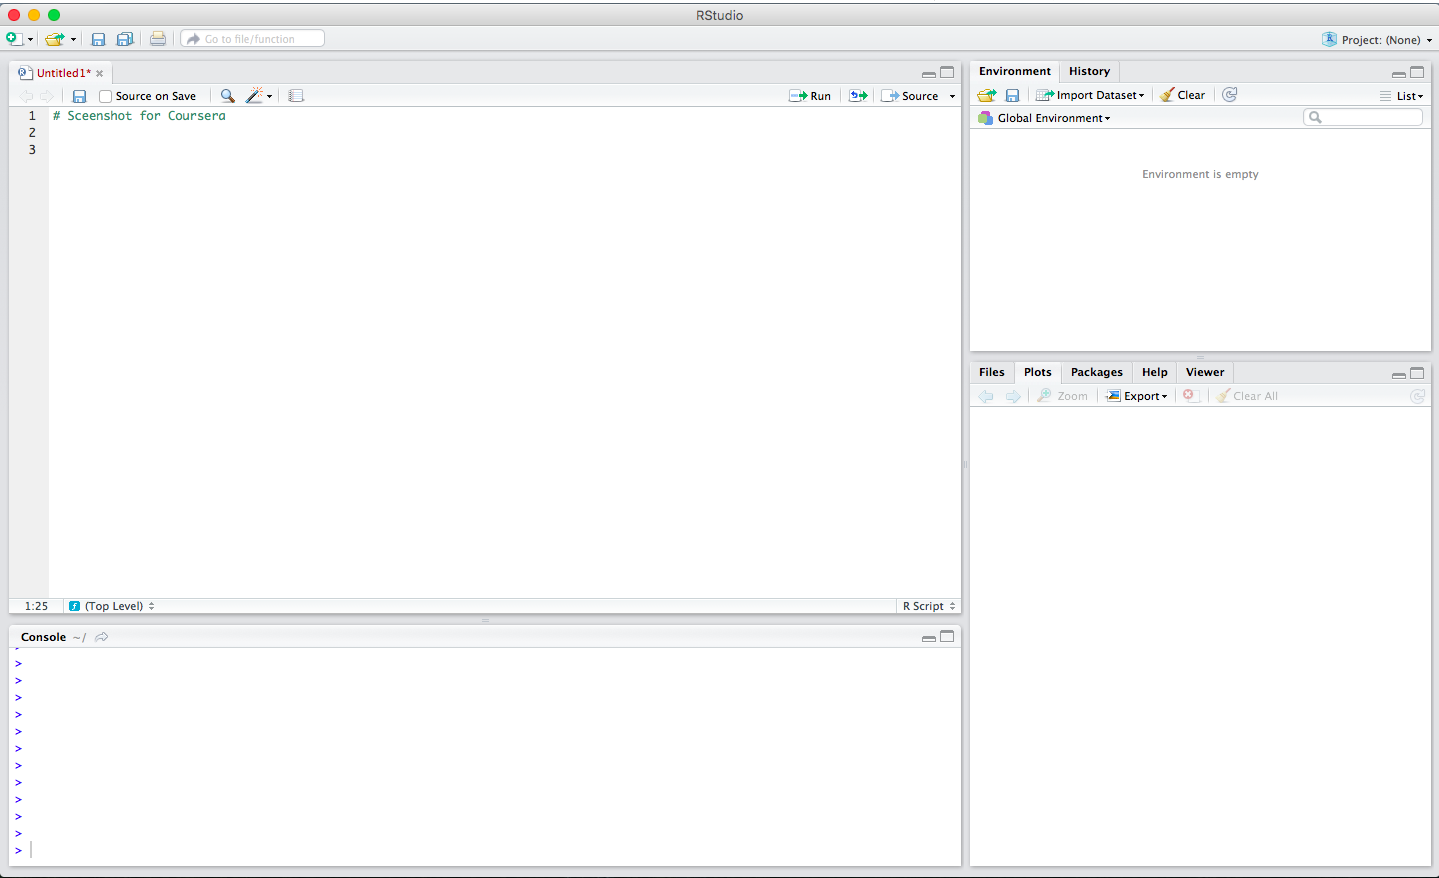 RStudio
Go to file/function
Project: (None)
Untitled1*
Source on Save
Run
Source
1 # Sceenshot for Coursera
2
3
1:25
(Top Level)
R Script
Console ~/
>
>
>
>
>
>
>
>
>
>
>
>
Environment
History
Import Dataset
Clear
List
Global Environment
Environment is empty
Files
Plots
Packages
Help
Viewer
Zoom
Export
Clear All